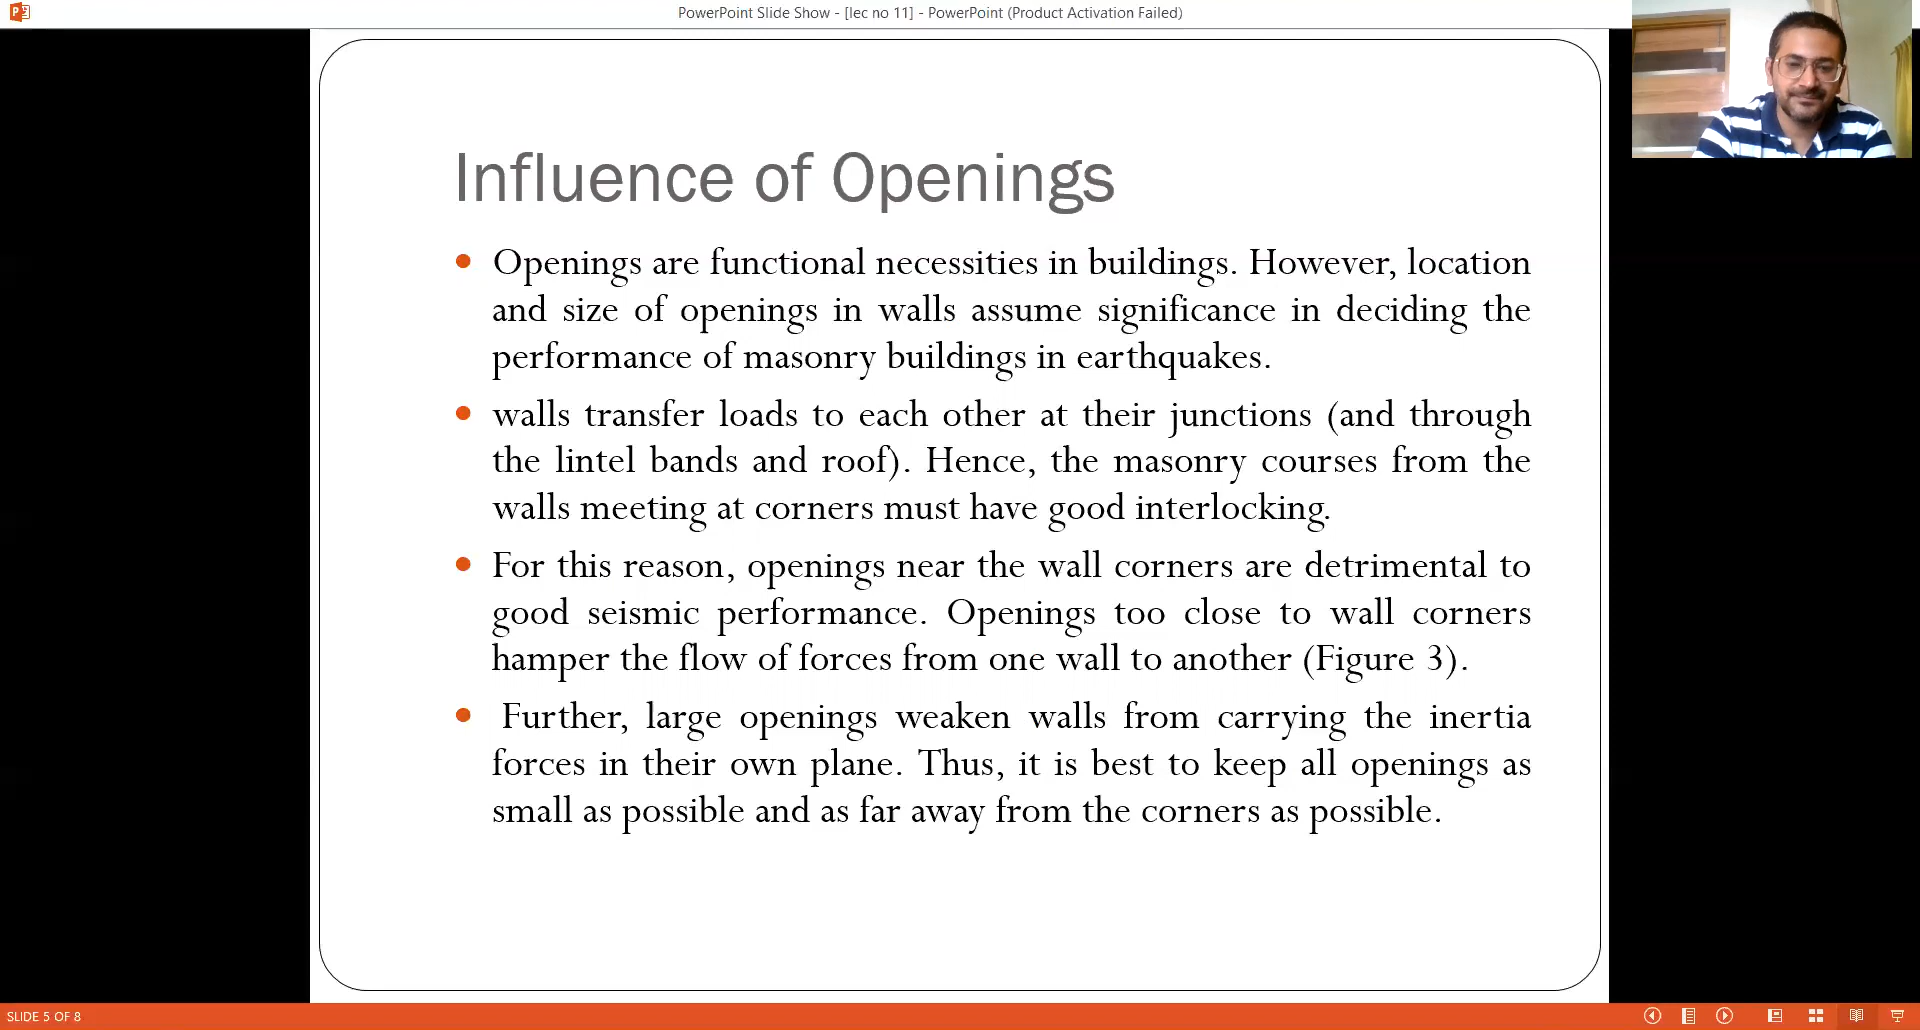 PowerPoint Slide Show - [lec no 11] - PowerPoint (Product Activation Failed)
Influence of Openings
• Openings are functional necessities in buildings. However, location
and size of openings in walls assume significance in deciding the
performance of masonry buildings in earthquakes.
• walls transfer loads to each other at their junctions (and through
the lintel bands and roof). Hence, the masonry courses from the
walls meeting at corners must have good interlocking.
• For this reason, openings near the wall corners are detrimental to
good seismic performance. Openings too close to wall corners
hamper the flow of forces from one wall to another (Figure 3).
• Further, large openings weaken walls from carrying the inertia
forces in their own plane. Thus, it is best to keep all openings as
small as possible and as far away from the corners as possible.
SLIDE 5 OF 8